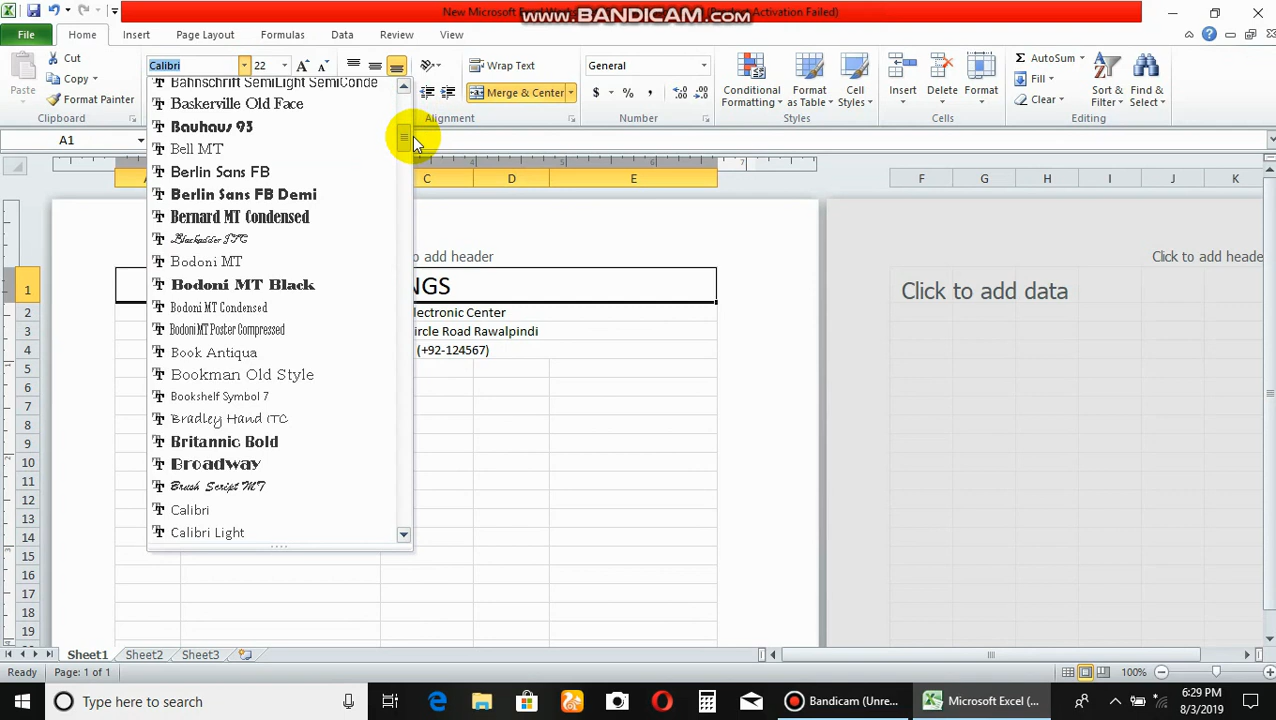 New Microsoft Excel
www.BANDICAM.com
Activation Failed)
File
Home
Insert
Page Layout
Formulas
Data
Review
View
Cut
Copy
Format Painter
Paste
Clipboard
Calibri
22
Wrap Text
Merge & Center
Alignment
General
$ % ,
Number
Conditional Formatting
Format as Table
Cell Styles
Styles
Insert
Delete
Format
Cells
AutoSum
Fill
Clear
Sort & Filter
Find & Select
Editing
A1
Bahnschrift SemiLight SemiConde
Baskerville Old Face
Bauhaus 93
Bell MT
Berlin Sans FB
Berlin Sans FB Demi
Bernard MT Condensed
Blackadder ITC
Bodoni MT
Bodoni MT Black
Bodoni MT Condensed
Bodoni MT Poster Compressed
Book Antiqua
Bookman Old Style
Bookshelf Symbol 7
Bradley Hand ITC
Britannic Bold
Broadway
Brush Script MT
Calibri
Calibri Light
4
5
6
7
C
D
E
F
G
H
I
J
K
o add header
Click to add heade
NGS
Click to add data
lectronic Center
ircle Road Rawalpindi
(+92-124567)
1
2
3
4
5
6
7
8
9
10
11
12
13
14
15
16
17
18
19
Sheet1
Sheet2
Sheet3
Ready
Page: 1 of 1
100%
Type here to search
Bandicam (Unre...
Microsoft Excel (...
6:29 PM
8/3/2019